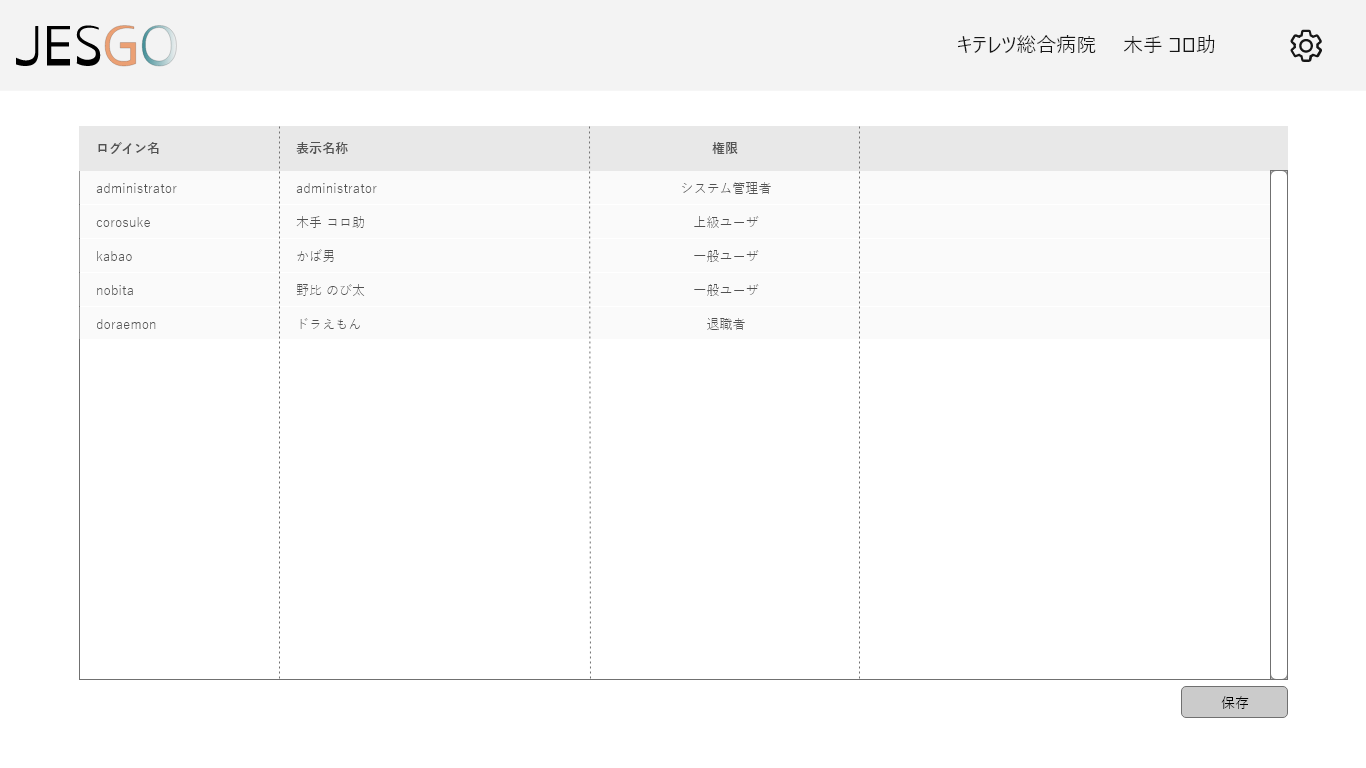 JESGO
キテレツ総合病院 木手 コロ助
ログイン名 表示名称 権限
administrator administrator システム管理者
corosuke 木手 コロ助 上級ユーザ
kabao かば男 一般ユーザ
nobita 野比 のび太 一般ユーザ
doraemon ドラえもん 退職者
保存